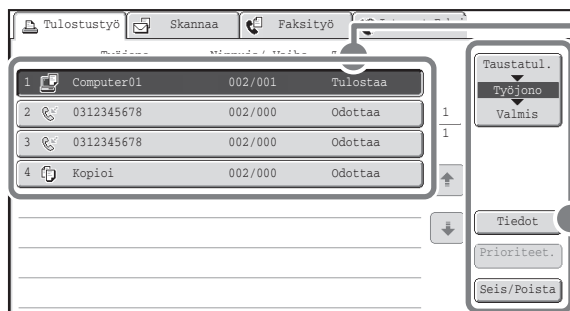 Tulostustyö Skannaa Faksityö
1 Computer01 002/001 Tulostaa
2 0312345678 002/000 Odottaa
3 0312345678 002/000 Odottaa
4 Kopioi 002/000 Odottaa
1
1
Taustatul.
Työjono
Valmis
Tiedot
Prioriteet.
Seis/Poista